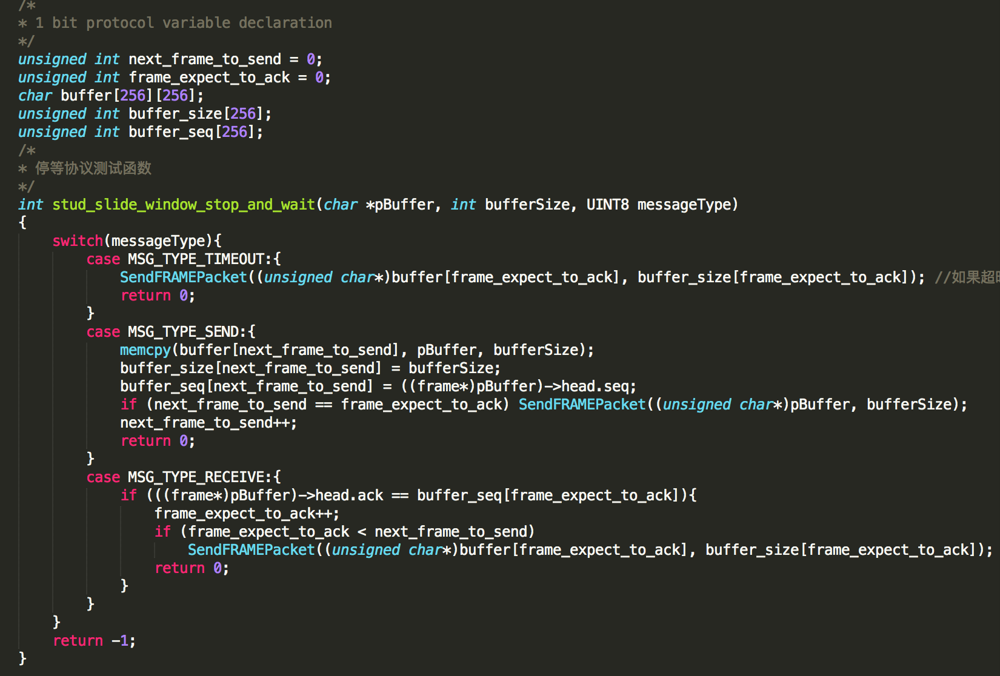 /*
* 1 bit protocol variable declaration
*/
unsigned int next_frame_to_send = 0;
unsigned int frame_expect_to_ack = 0;
char buffer[256][256];
unsigned int buffer_size[256];
unsigned int buffer_seq[256];
/*
* 停等协议测试函数
*/
int stud_slide_window_stop_and_wait(char *pBuffer, int bufferSize, UINT8 messageType)
{
    switch(messageType){
        case MSG_TYPE_TIMEOUT:{
            SendFRAMEPacket((unsigned char*)buffer[frame_expect_to_ack], buffer_size[frame_expect_to_ack]); //如果超
            return 0;
        }
        case MSG_TYPE_SEND:{
            memcpy(buffer[next_frame_to_send], pBuffer, bufferSize);
            buffer_size[next_frame_to_send] = bufferSize;
            buffer_seq[next_frame_to_send] = ((frame*)pBuffer)->head.seq;
            if (next_frame_to_send == frame_expect_to_ack) SendFRAMEPacket((unsigned char*)pBuffer, bufferSize);
            next_frame_to_send++;
            return 0;
        }
        case MSG_TYPE_RECEIVE:{
            if (((frame*)pBuffer)->head.ack == buffer_seq[frame_expect_to_ack]){
                frame_expect_to_ack++;
                if (frame_expect_to_ack < next_frame_to_send)
                    SendFRAMEPacket((unsigned char*)buffer[frame_expect_to_ack], buffer_size[frame_expect_to_ack]);
                return 0;
            }
        }
    }
    return -1;
}